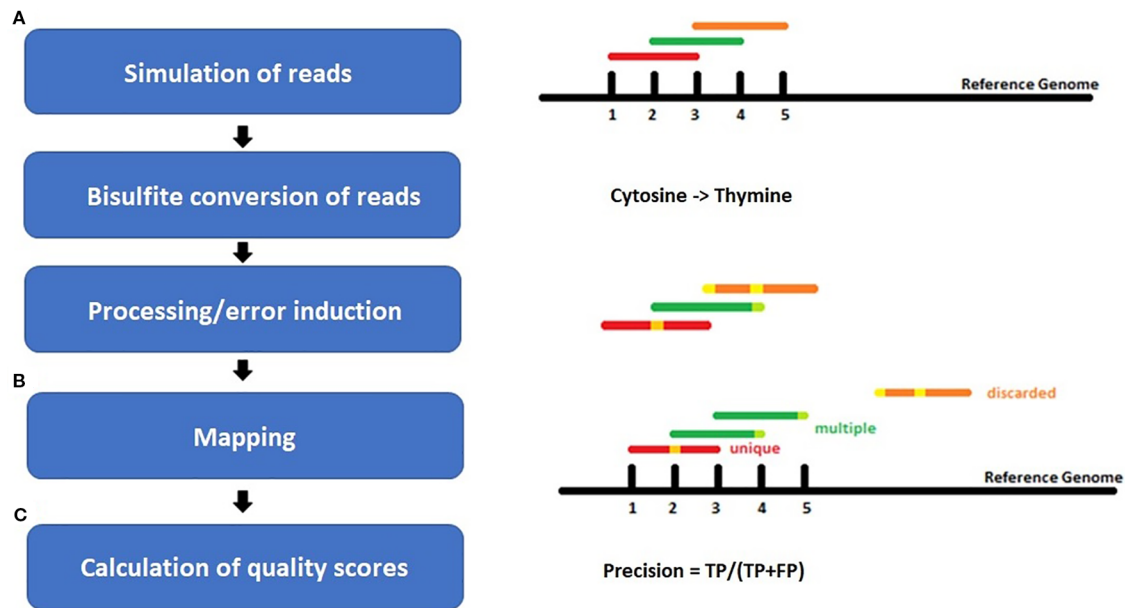 A
Simulation of reads
Reference Genome
1 2 3 4 5
Bisulfite conversion of reads
Cytosine -> Thymine
Processing/error induction
B
Mapping
discarded
multiple
unique
Reference Genome
1 2 3 4 5
C
Calculation of quality scores
Precision = TP/(TP+FP)